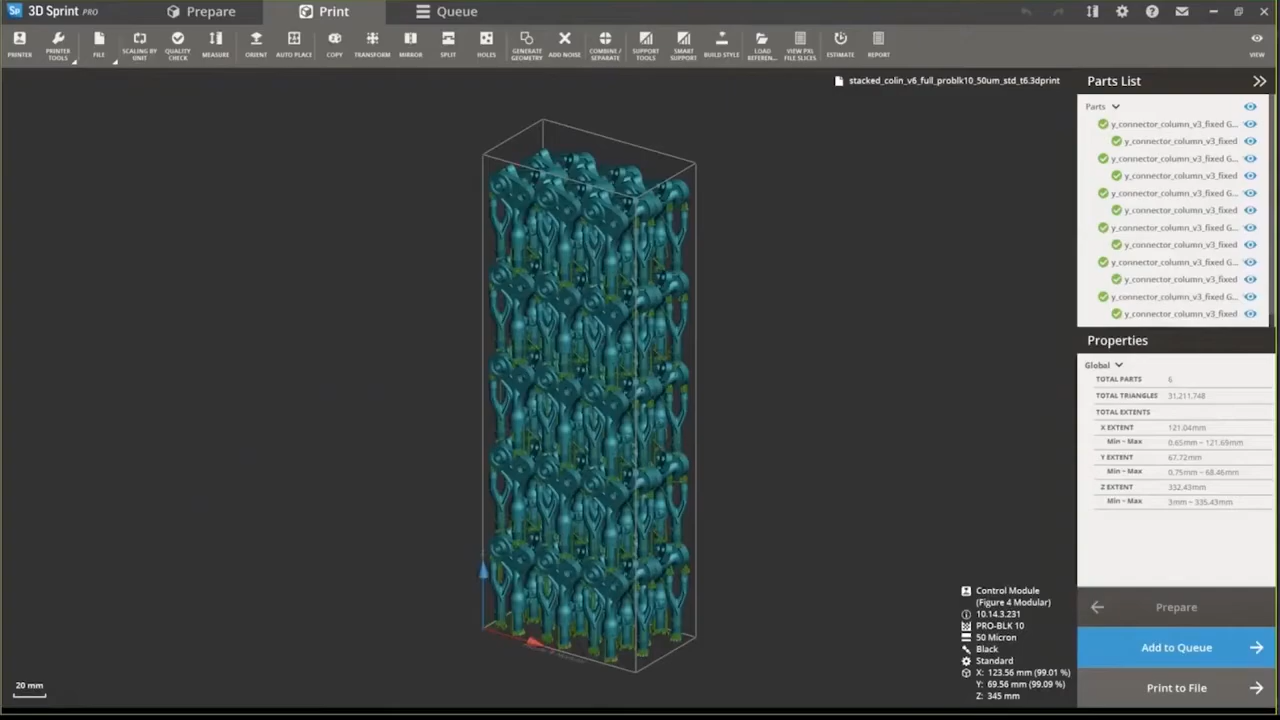 Sp 3D Sprint PRO Prepare Print Queue
PRINTER
PRINTER TOOLS
FILE
SCALING BY UNIT
QUALITY CHECK
MEASURE
ORIENT
AUTO PLACE
COPY
TRANSFORM
MIRROR
SPLIT
HOLES
GENERATE GEOMETRY
ADD NOISE
COMBINE / SEPARATE
SUPPORT TOOLS
SMART SUPPORT
BUILD STYLE
LOAD REFEREN...
VIEW PXL FILE SLICES
ESTIMATE
REPORT
VIEW
stacked_colin_v6_full_problk10_50um_std_t6.3dprint
Parts List
Parts
y_connector_column_v3_fixed G...
y_connector_column_v3_fixed
y_connector_column_v3_fixed G...
y_connector_column_v3_fixed
y_connector_column_v3_fixed G...
y_connector_column_v3_fixed
y_connector_column_v3_fixed G...
y_connector_column_v3_fixed
y_connector_column_v3_fixed G...
y_connector_column_v3_fixed
y_connector_column_v3_fixed G...
y_connector_column_v3_fixed
Properties
Global
TOTAL PARTS 6
TOTAL TRIANGLES 31,211,748
TOTAL EXTENTS
X EXTENT 121.04mm
Min - Max 0.65mm - 121.69mm
Y EXTENT 67.72mm
Min - Max 0.75mm - 68.46mm
Z EXTENT 332.43mm
Min - Max 3mm - 335.43mm
Control Module
(Figure 4 Modular)
10.14.3.231
PRO-BLK 10
50 Micron
Black
Standard
X: 123.56 mm (99.01 %)
Y: 69.56 mm (99.09 %)
Z: 345 mm
Prepare
Add to Queue
Print to File
20 mm